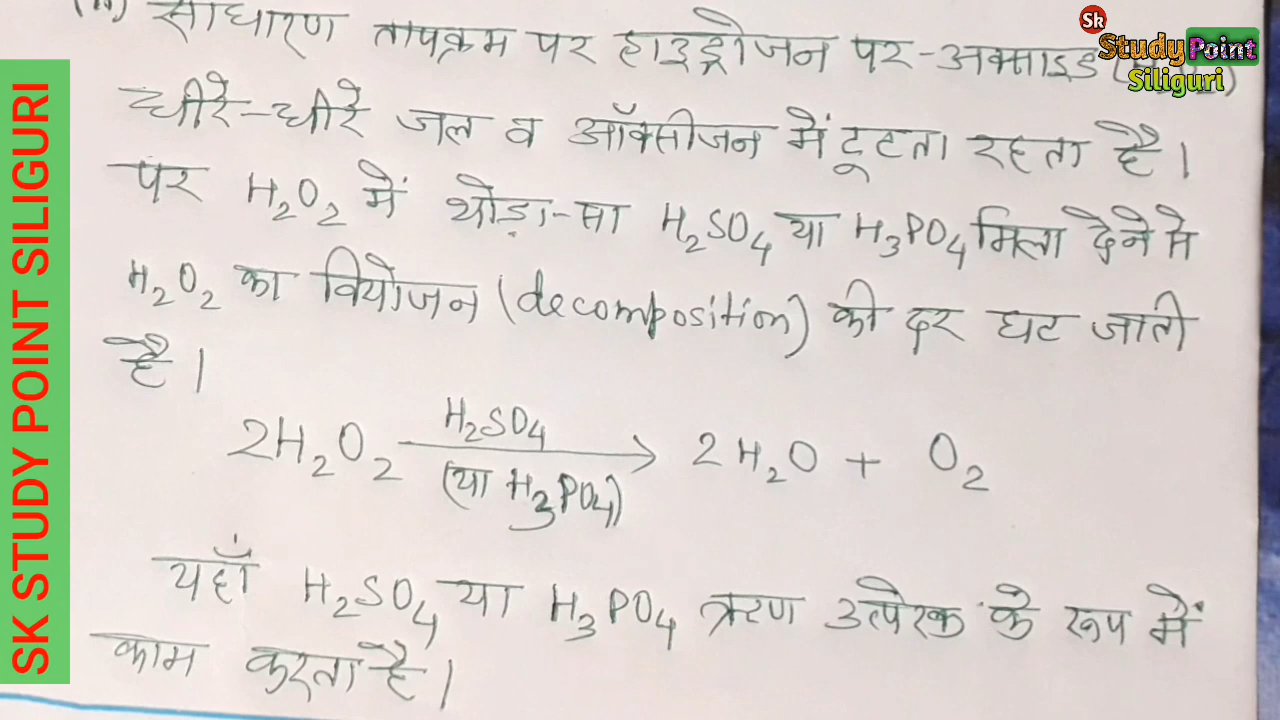 साधारण तापक्रम पर हाइड्रोजन पर-अक्साइड
धीरे-धीरे जल व ऑक्सीजन में टूटता रहता है।
पर H₂O₂ में थोड़ा-सा H₂SO₄ या H₃PO₄ मिला देने से
H₂O₂ का वियोजन (decomposition) की दर घट जाती
है।
2H₂O₂ —H₂SO₄→ 2H₂O + O₂
(या H₃PO₄)
यहाँ H₂SO₄ या H₃PO₄ ऋण उत्प्रेरक के रूप में
काम करता है।
SK STUDY POINT SILIGURI
Sk
Study Point
Siliguri